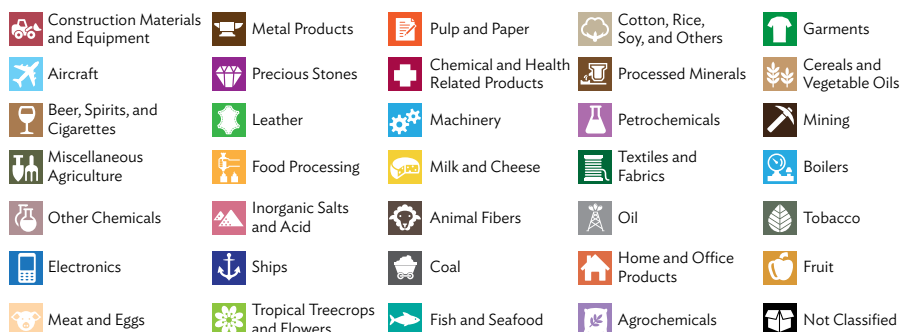 Construction Materials
and Equipment
Metal Products
Pulp and Paper
Cotton, Rice,
Soy, and Others
Garments
Aircraft
Precious Stones
Chemical and Health
Related Products
Processed Minerals
Cereals and
Vegetable Oils
Beer, Spirits, and
Cigarettes
Leather
Machinery
Petrochemicals
Mining
Miscellaneous
Agriculture
Food Processing
Milk and Cheese
Textiles and
Fabrics
Boilers
Other Chemicals
Inorganic Salts
and Acid
Animal Fibers
Oil
Tobacco
Electronics
Ships
Coal
Home and Office
Products
Fruit
Meat and Eggs
Tropical Treecrops
and Flowers
Fish and Seafood
Agrochemicals
Not Classified